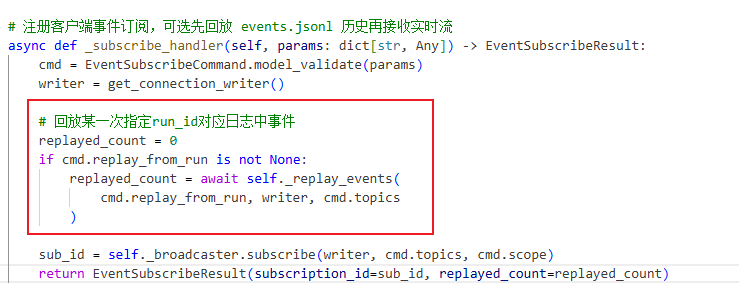 # 注册客户端事件订阅，可选先回放 events.jsonl 历史再接收实时流
async def _subscribe_handler(self, params: dict[str, Any]) -> EventSubscribeResult:
    cmd = EventSubscribeCommand.model_validate(params)
    writer = get_connection_writer()

    # 回放某一次指定run_id对应日志中事件
    replayed_count = 0
    if cmd.replay_from_run is not None:
        replayed_count = await self._replay_events(
            cmd.replay_from_run, writer, cmd.topics
        )

    sub_id = self._broadcaster.subscribe(writer, cmd.topics, cmd.scope)
    return EventSubscribeResult(subscription_id=sub_id, replayed_count=replayed_count)